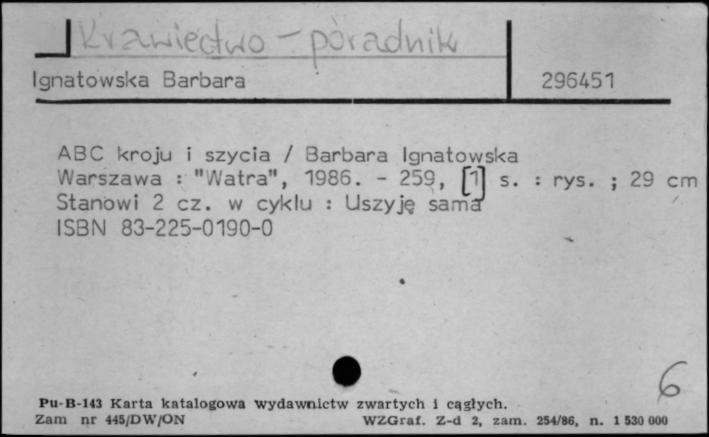 Krawiectwo - poradnik
Ignatowska Barbara 296451
ABC kroju i szycia / Barbara Ignatowska
Warszawa : "Watra", 1986. - 259, [1] s. : rys. ; 29 cm
Stanowi 2 cz. w cyklu : Uszyję sama
ISBN 83-225-0190-0
6
Pu-B-143 Karta katalogowa wydawnictw zwartych i cągłych.
Zam nr 445/DW/ON WZGraf. Z-d 2, zam. 254/86, n. 1 530 000